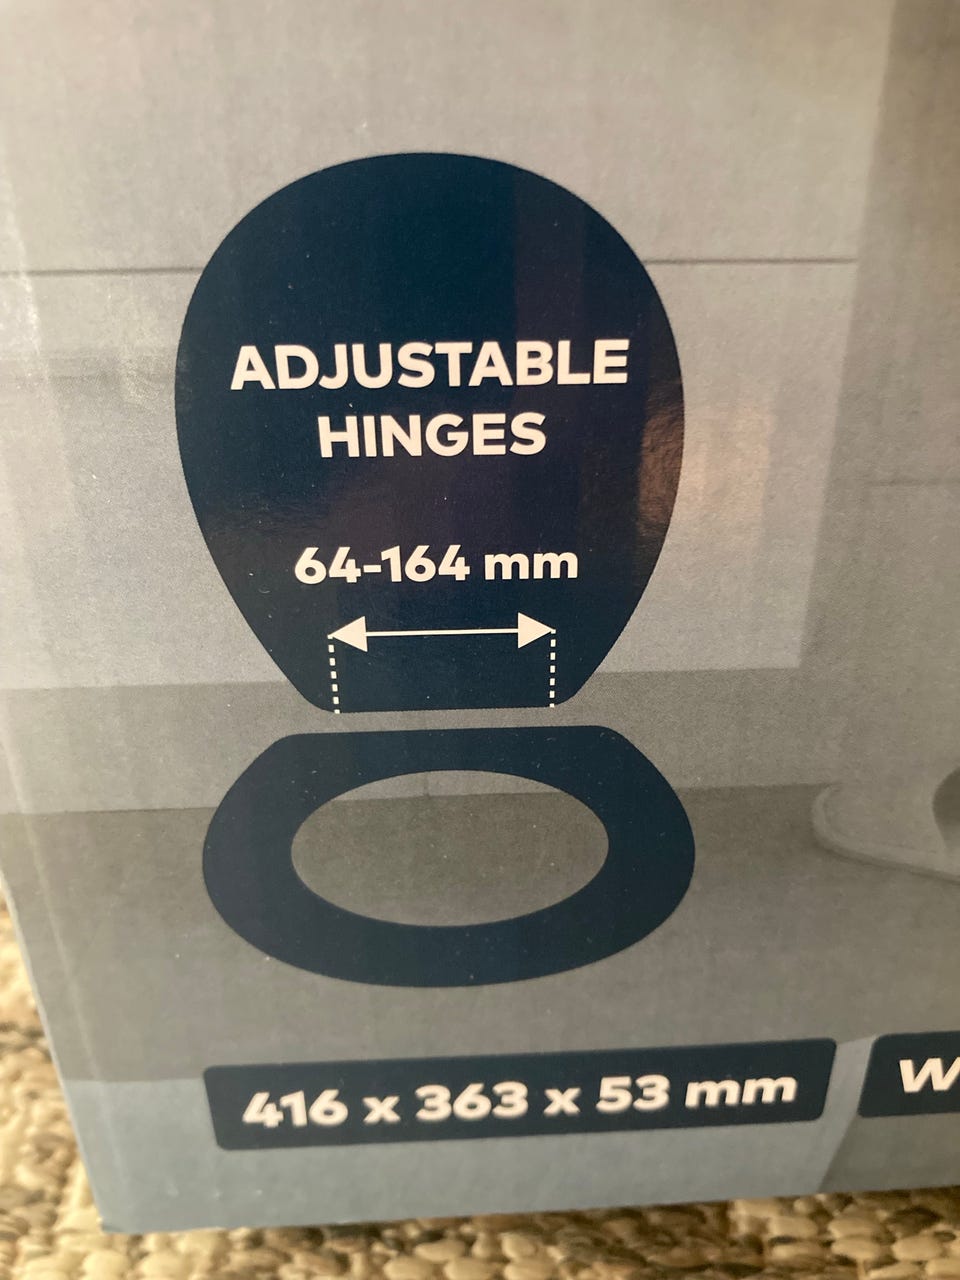 ADJUSTABLE
HINGES
64-164 mm
416 x 363 x 53 mm